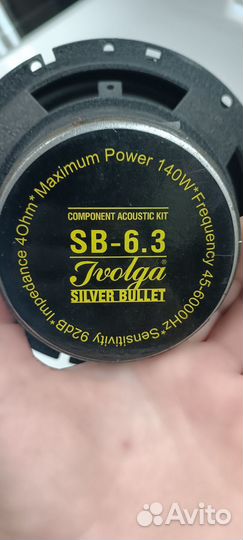 Impedance 4Ohm*Maximum Power 140W*Frequency 45-6000Hz*Sensitivity 92dB*
COMPONENT ACOUSTIC KIT
SB-6.3
Ivolga®
SILVER BULLET
Avito